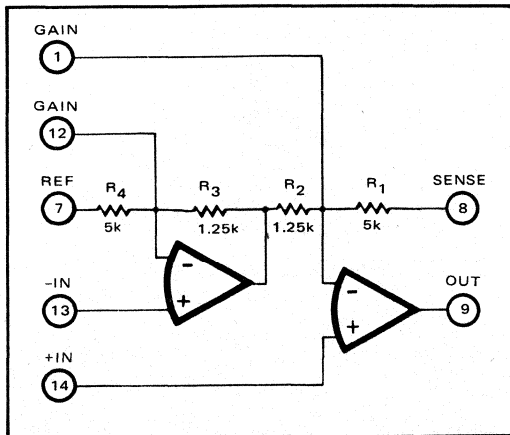 GAIN
1
GAIN
12
REF
7
R4
5k
R3
1.25k
R2
1.25k
R1
5k
SENSE
8
-
+
-IN
13
-
+
OUT
9
+IN
14